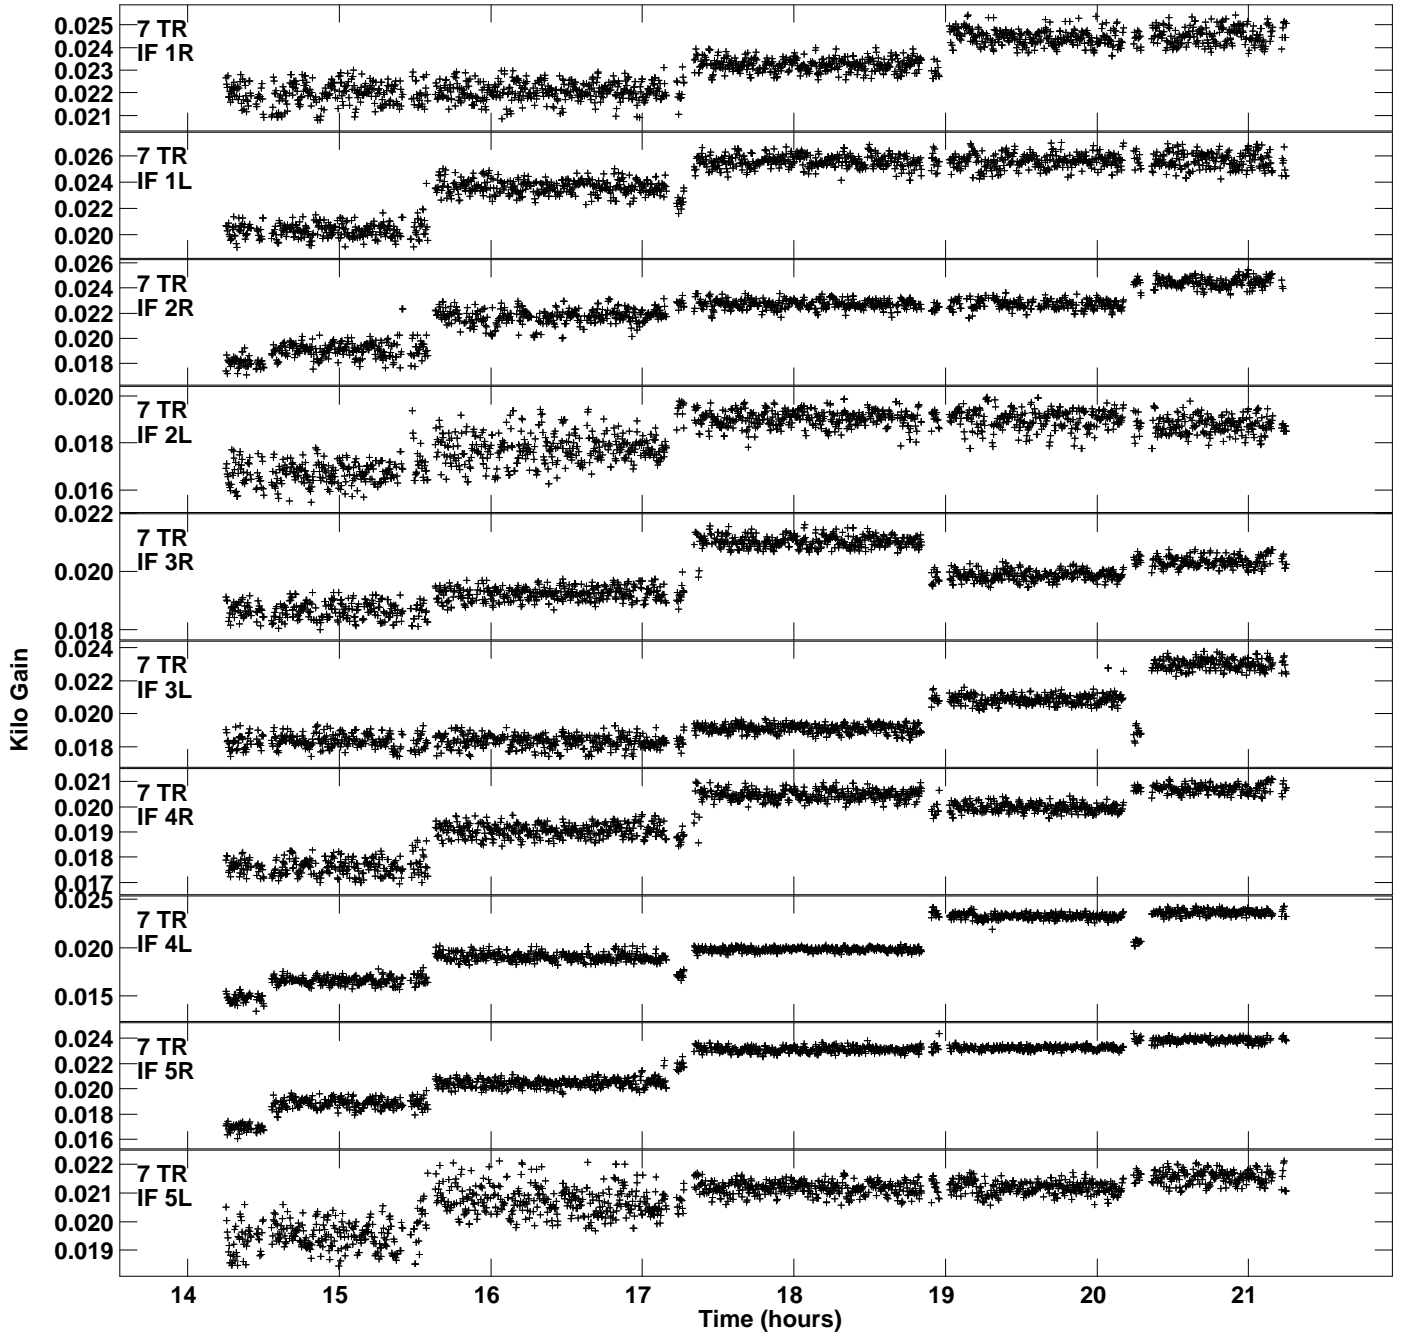 Kilo Gain
7 TR
IF 1R
0.025
0.024
0.023
0.022
0.021
7 TR
IF 1L
0.026
0.024
0.022
0.020
7 TR
IF 2R
0.026
0.024
0.022
0.020
0.018
7 TR
IF 2L
0.020
0.018
0.016
7 TR
IF 3R
0.022
0.020
0.018
7 TR
IF 3L
0.024
0.022
0.020
0.018
7 TR
IF 4R
0.021
0.020
0.019
0.018
0.017
7 TR
IF 4L
0.025
0.020
0.015
7 TR
IF 5R
0.024
0.022
0.020
0.018
0.016
7 TR
IF 5L
0.022
0.021
0.020
0.019
14 15 16 17 18 19 20 21
Time (hours)